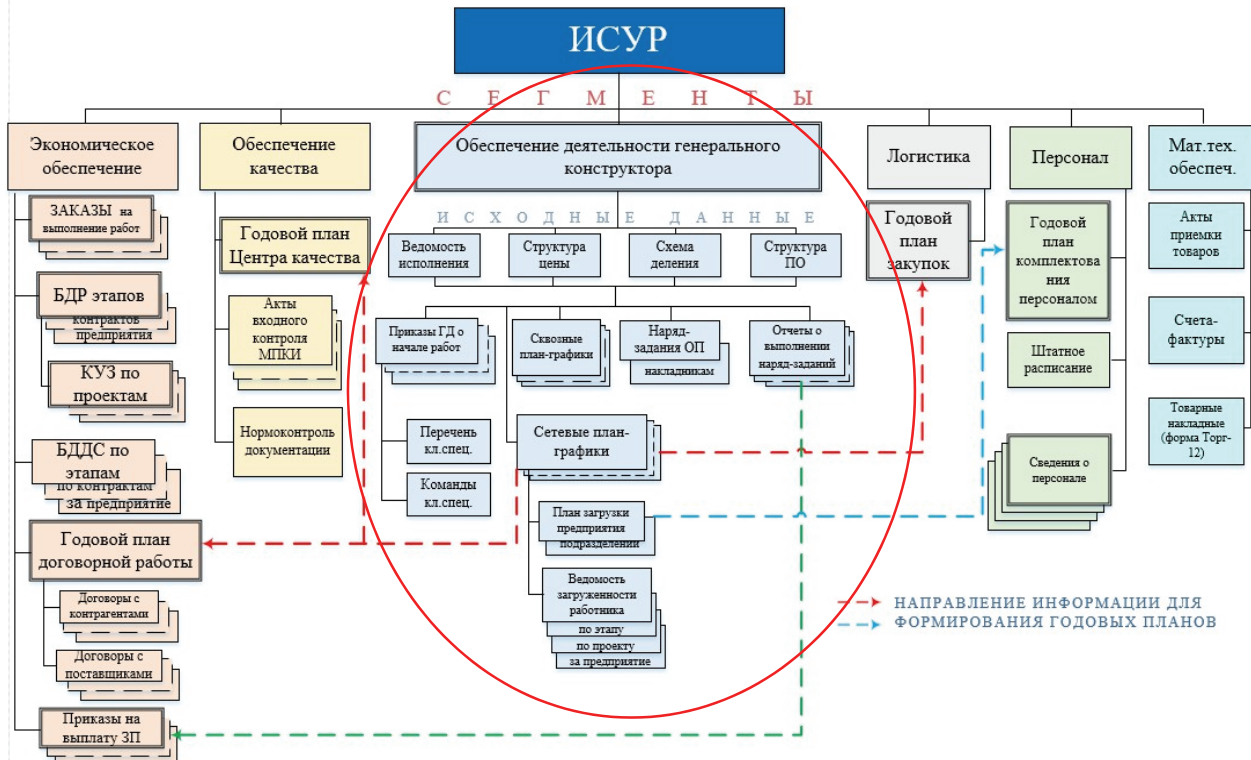 ИСУР
СЕГМЕНТЫ
Экономическое
обеспечение
ЗАКАЗЫ на
выполнение работ
БДР этапов
контрактов
предприятия
КУЗ по
проектам
БДДС по
этапам
по контрактам
за предприятие
Годовой план
договорной работы
Договоры с
контрагентами
Договоры с
поставщиками
Приказы на
выплату ЗП
Обеспечение
качества
Годовой план
Центра качества
Акты
входного
контроля
МПКИ
Нормоконтроль
документации
Обеспечение деятельности генерального
конструктора
ИСХОДНЫЕ ДАННЫЕ
Ведомость
исполнения
Структура
цены
Схема
деления
Структура
ПО
Приказы ГД о
начале работ
Сквозные
план-графики
Наряд-
задания ОП
накладникам
Отчеты о
выполнении
наряд-заданий
Перечень
кл.спец.
Команды
кл.спец.
Сетевые план-
графики
План загрузки
предприятия
подразделений
Ведомость
загруженности
работника
по этапу
по проекту
за предприятие
Логистика
Годовой
план
закупок
Персонал
Годовой
план
комплектова
ния
персоналом
Штатное
расписание
Сведения о
персонале
Мат.тех.
обеспеч.
Акты
приемки
товаров
Счета-
фактуры
Товарные
накладные
(форма Торг-
12)
НАПРАВЛЕНИЕ ИНФОРМАЦИИ ДЛЯ
ФОРМИРОВАНИЯ ГОДОВЫХ ПЛАНОВ